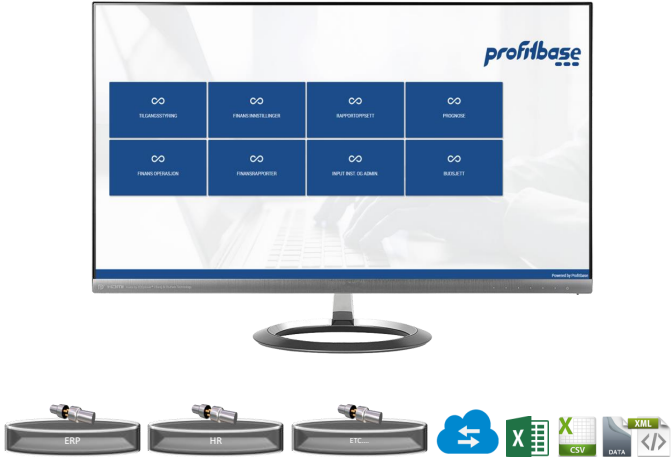 profitbase
TILGANGSSTYRING
FINANS INNSTILLINGER
RAPPORTOPPSETT
PROGNOSE
FINANS OPERASJON
FINANSRAPPORTER
INPUT INST. OG ADMIN
BUDSJETT
Powered by Profitbase
ERP
HR
ETC....
X
X
CSV
DATA
XML
</>